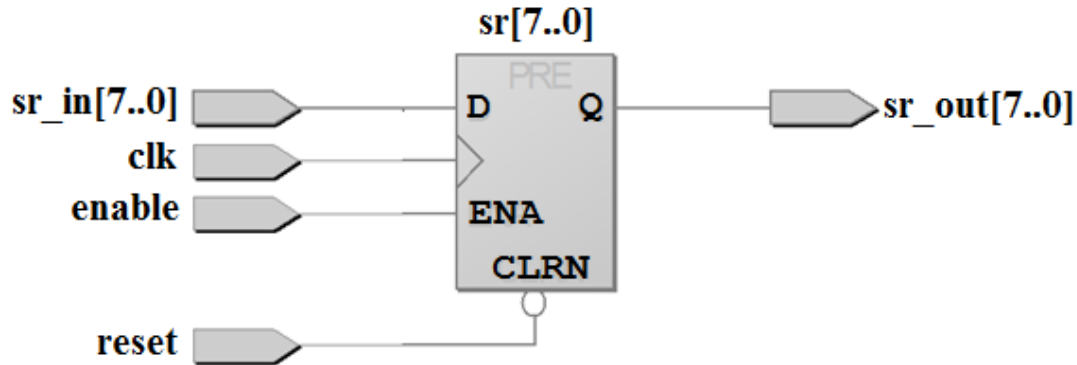 sr[7..0]
PRE
sr_in[7..0]
D
Q
sr_out[7..0]
clk
enable
ENA
CLRN
reset